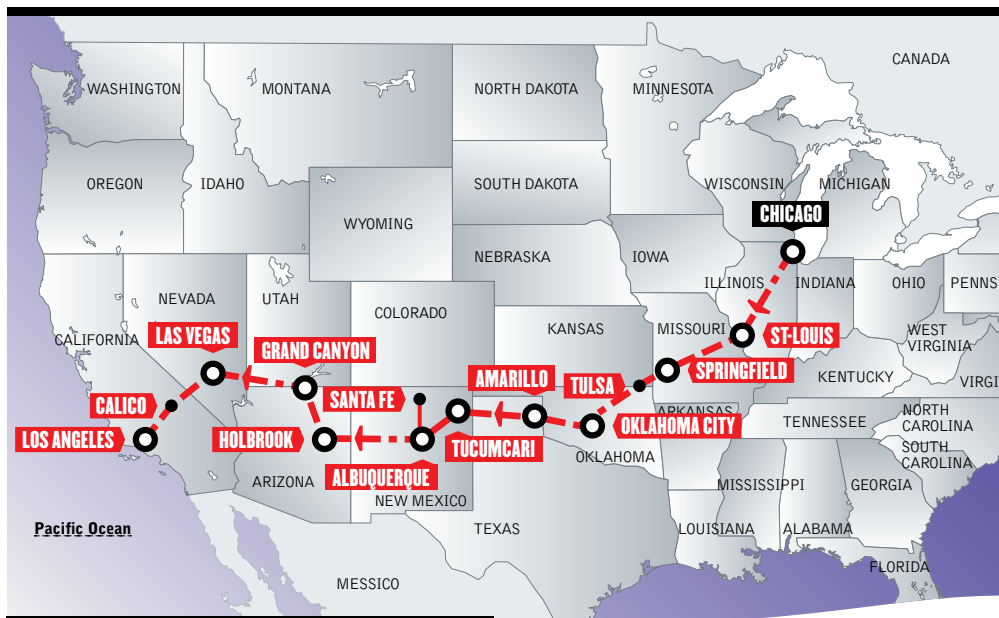 CANADA
WASHINGTON
MONTANA
NORTH DAKOTA
MINNESOTA
OREGON
IDAHO
SOUTH DAKOTA
WISCONSIN
MICHIGAN
WYOMING
CHICAGO
NEBRASKA
IOWA
ILLINOIS
INDIANA
OHIO
PENNS
NEVADA
UTAH
COLORADO
KANSAS
MISSOURI
ST-LOUIS
WEST
VIRGINIA
CALIFORNIA
LAS VEGAS
GRAND CANYON
AMARILLO
TULSA
SPRINGFIELD
KENTUCKY
VIRGI
CALICO
SANTA FE
ARKANSAS
OKLAHOMA CITY
TENNESSEE
NORTH
CAROLINA
LOS ANGELES
HOLBROOK
TUCUMCARI
OKLAHOMA
SOUTH
CAROLINA
ARIZONA
ALBUQUERQUE
NEW MEXICO
MISSISSIPPI
GEORGIA
Pacific Ocean
TEXAS
LOUISIANA
ALABAMA
FLORIDA
MESSICO